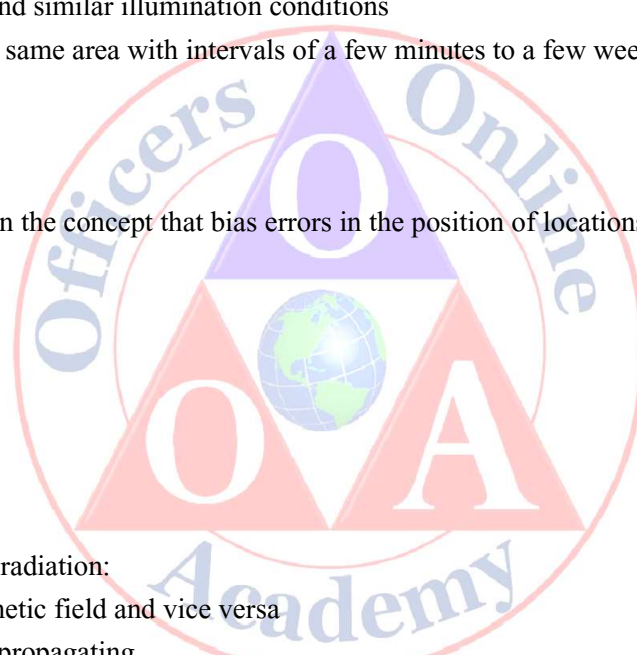 nd similar illumination conditions
same area with intervals of a few minutes to a few wee
Officers Online
O
n the concept that bias errors in the position of locations
O A
radiation:
netic field and vice versa
propagating
Academy